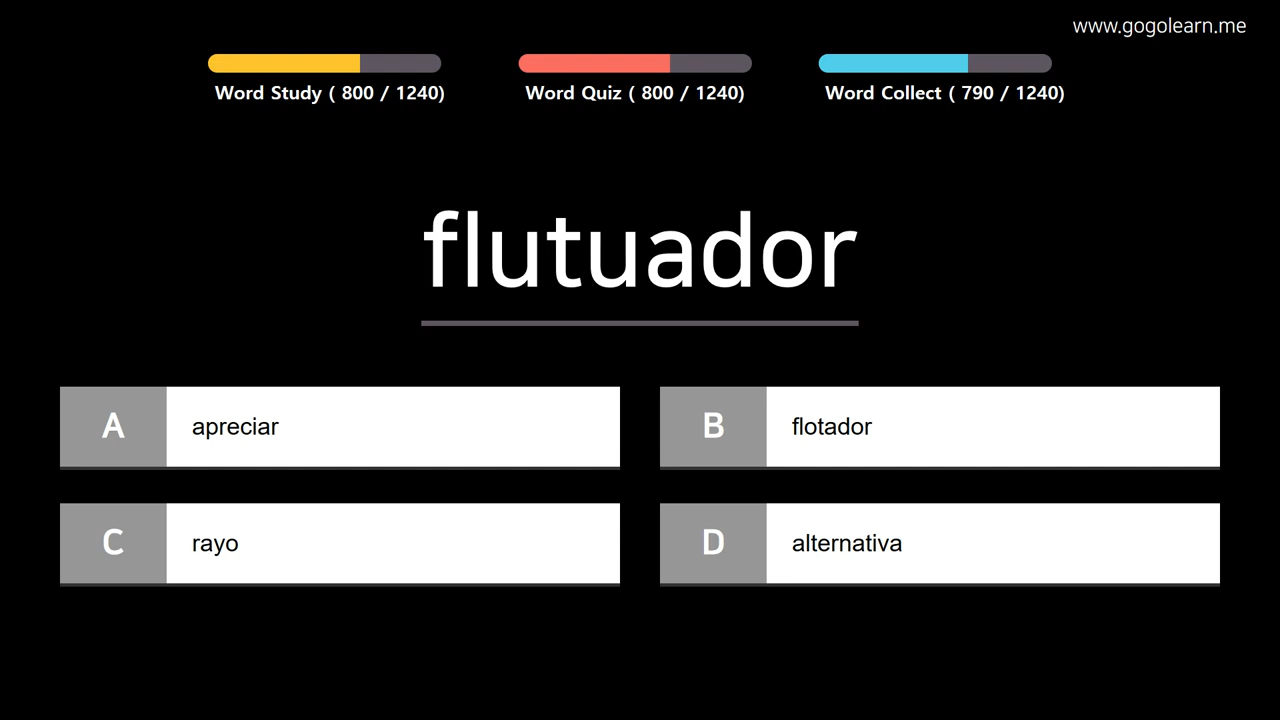 www.gogolearn.me
Word Study ( 800 / 1240)
Word Quiz ( 800 / 1240)
Word Collect ( 790 / 1240)
flutuador
A
apreciar
B
flotador
C
rayo
D
alternativa